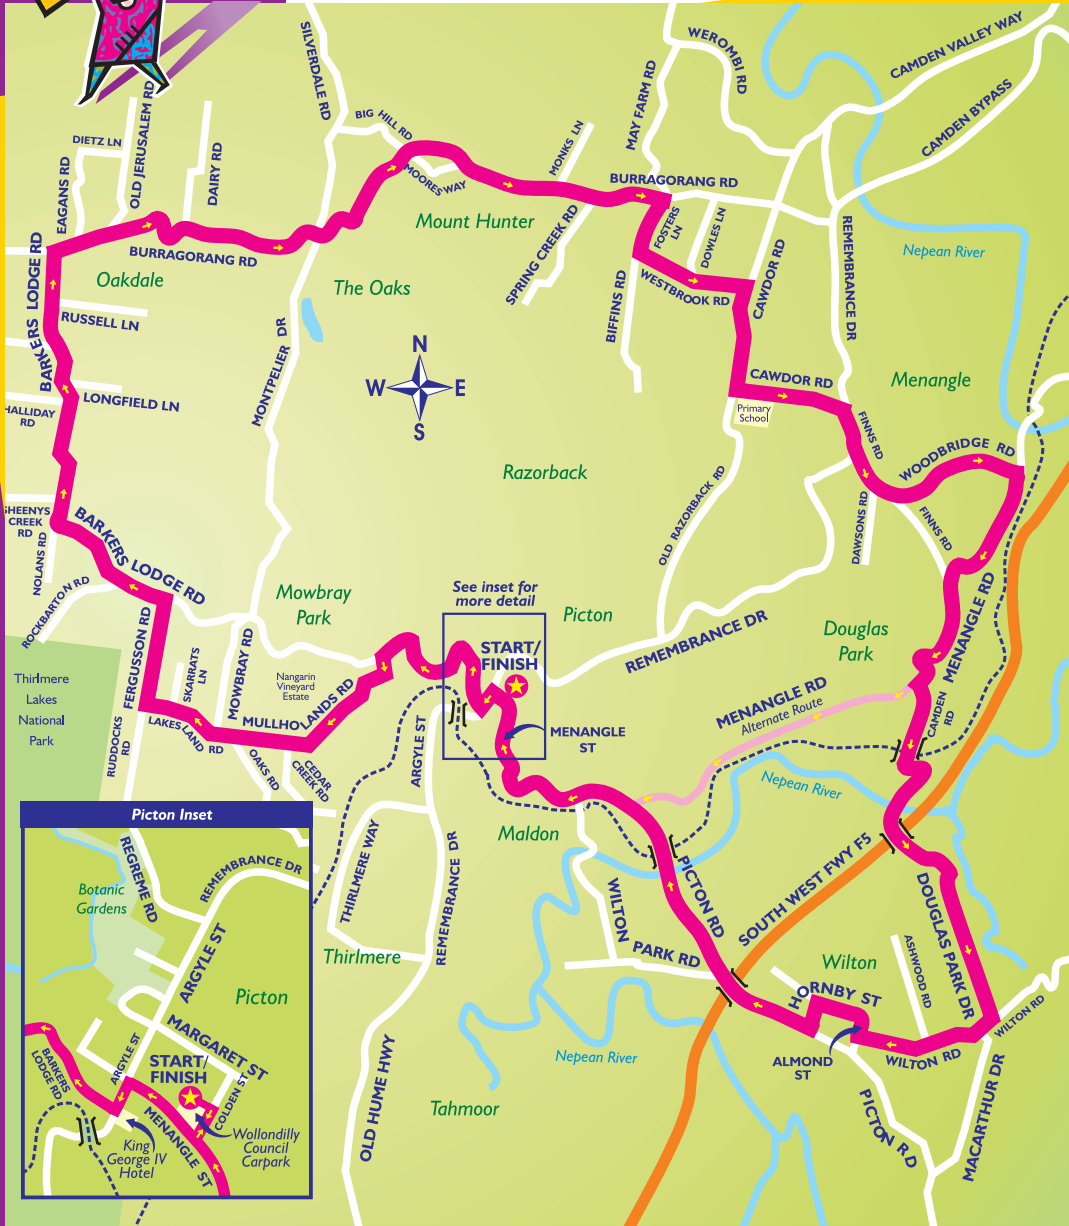 SILVERDALE RD
WEROMBI RD
CAMDEN VALLEY WAY
CAMDEN BYPASS
MAY FARM RD
BIG HILL RD
MONKS LN
OLD JERUSALEM RD
DIETZ LN
EAGANS RD
DAIRY RD
MOORES WAY
BURRAGORANG RD
Mount Hunter
FOSTERS
LN
DOWLES LN
SPRING CREEK RD
REMEMBRANCE DR
Nepean River
BARKERS LODGE RD
BURRAGORANG RD
Oakdale
The Oaks
WESTBROOK RD
CAWDOR RD
BIFFINS RD
RUSSELL LN
MONTPELIER DR
N
W
E
S
CAWDOR RD
Menangle
LONGFIELD LN
HALLIDAY
RD
Primary
School
FINNS RD
WOODBRIDGE RD
Razorback
OLD RAZORBACK RD
DAWSONS RD
FINNS RD
SHEENYS
CREEK
RD
NOLANS RD
BARKERS LODGE RD
ROCKBARTON RD
Mowbray
Park
See inset for
more detail
Picton
START/
FINISH
REMEMBRANCE DR
Douglas
Park
MENANGLE RD
Thirlmere
Lakes
National
Park
FERGUSSON RD
SKARRATS
LN
MOWBRAY RD
Nangarin
Vineyard
Estate
MULLHOLANDS RD
LAKES
LAND
RD
RUDDOCKS
RD
OAKS RD
CEDAR
CREEK RD
ARGYLE ST
MENANGLE
ST
MENANGLE RD
Alternate Route
CAMDEN
RD
Nepean River
Maldon
THIRLMERE WAY
REMEMBRANCE DR
Thirlmere
WILTON
PARK RD
PICTON RD
SOUTH WEST FWY F5
DOUGLAS PARK DR
Wilton
ASHWOOD RD
HORNBY ST
WILTON RD
ALMOND
ST
WILTON RD
PICTON RD
MACARTHUR DR
Nepean River
Tahmoor
OLD HUME HWY
Picton Inset
REGREME RD
REMEMBRANCE DR
Botanic
Gardens
ARGYLE ST
Picton
MARGARET ST
ARGYLE ST
START/
FINISH
BARKERS
LODGE RD
COLDEN ST
MENANGLE ST
King
George IV
Hotel
Wollondilly
Council
Carpark